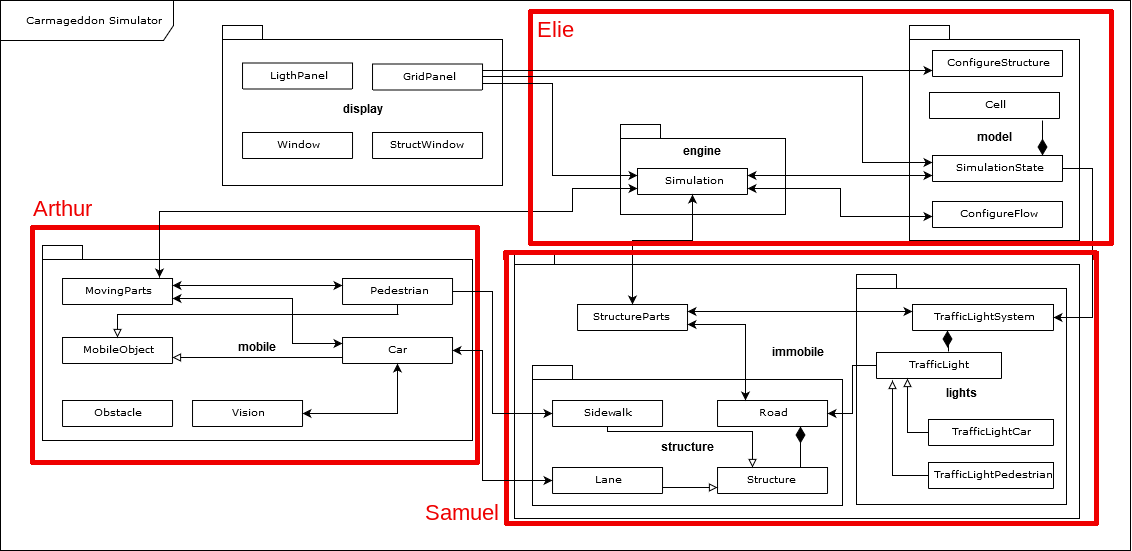 Carmageddon Simulator
Elie
LigthPanel
GridPanel
display
Window
StructWindow
ConfigureStructure
Cell
model
SimulationState
ConfigureFlow
engine
Simulation
Arthur
MovingParts
Pedestrian
mobile
MobileObject
Car
Obstacle
Vision
StructureParts
immobile
TrafficLightSystem
TrafficLight
lights
TrafficLightCar
TrafficLightPedestrian
Sidewalk
Road
structure
Lane
Structure
Samuel